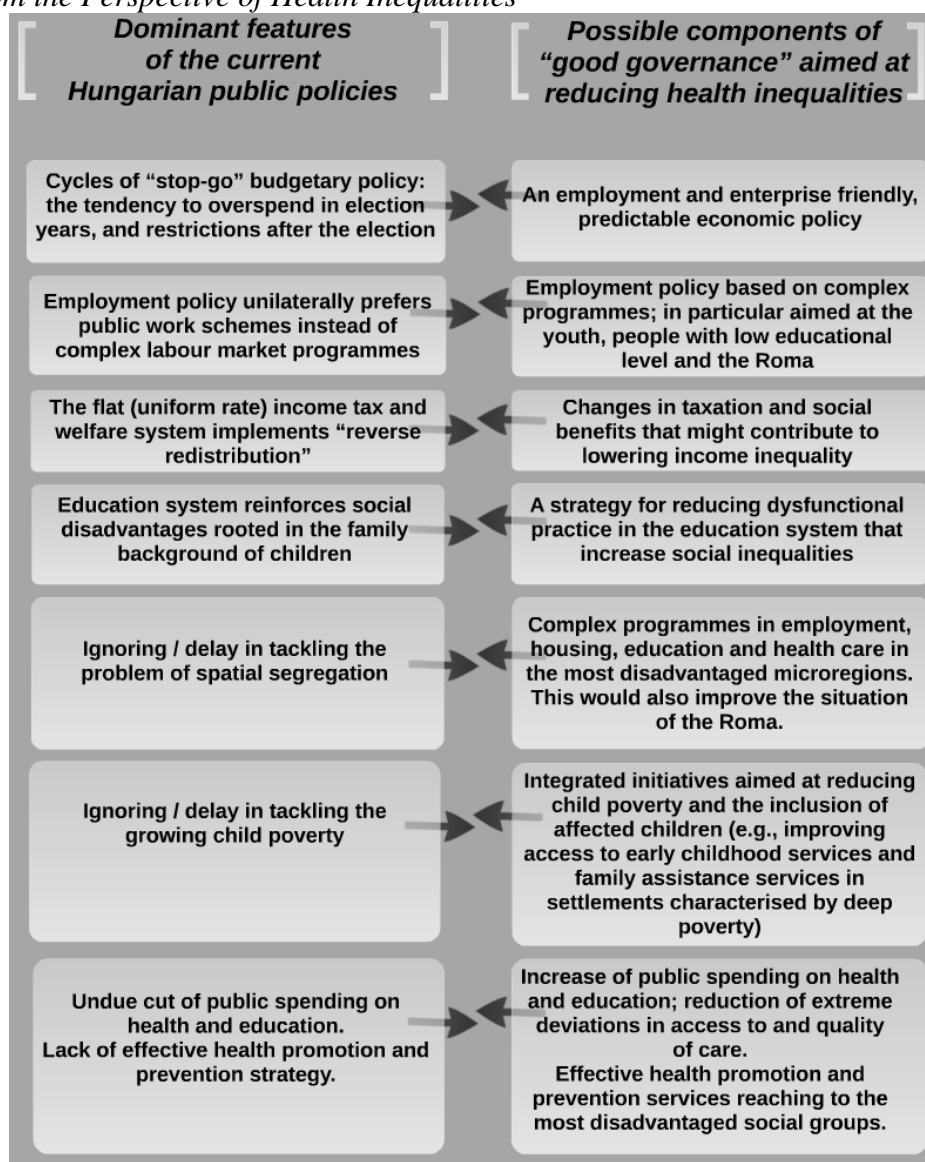 om the Perspective of Health Inequalities
Dominant features
of the current
Hungarian public policies
Possible components of
“good governance” aimed at
reducing health inequalities
Cycles of “stop-go” budgetary policy:
the tendency to overspend in election
years, and restrictions after the election
An employment and enterprise friendly,
predictable economic policy
Employment policy unilaterally prefers
public work schemes instead of
complex labour market programmes
Employment policy based on complex
programmes; in particular aimed at the
youth, people with low educational
level and the Roma
The flat (uniform rate) income tax and
welfare system implements “reverse
redistribution”
Changes in taxation and social
benefits that might contribute to
lowering income inequality
Education system reinforces social
disadvantages rooted in the family
background of children
A strategy for reducing dysfunctional
practice in the education system that
increase social inequalities
Ignoring / delay in tackling the
problem of spatial segregation
Complex programmes in employment,
housing, education and health care in
the most disadvantaged microregions.
This would also improve the situation
of the Roma.
Ignoring / delay in tackling the
growing child poverty
Integrated initiatives aimed at reducing
child poverty and the inclusion of
affected children (e.g., improving
access to early childhood services and
family assistance services in
settlements characterised by deep
poverty)
Undue cut of public spending on
health and education.
Lack of effective health promotion and
prevention strategy.
Increase of public spending on health
and education; reduction of extreme
deviations in access to and quality
of care.
Effective health promotion and
prevention services reaching to the
most disadvantaged social groups.